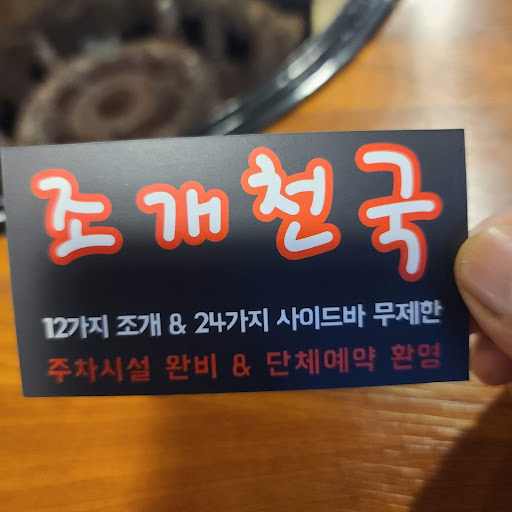 조개천국
12가지 조개 & 24가지 사이드바 무제한
주차시설 완비 & 단체예약 환영